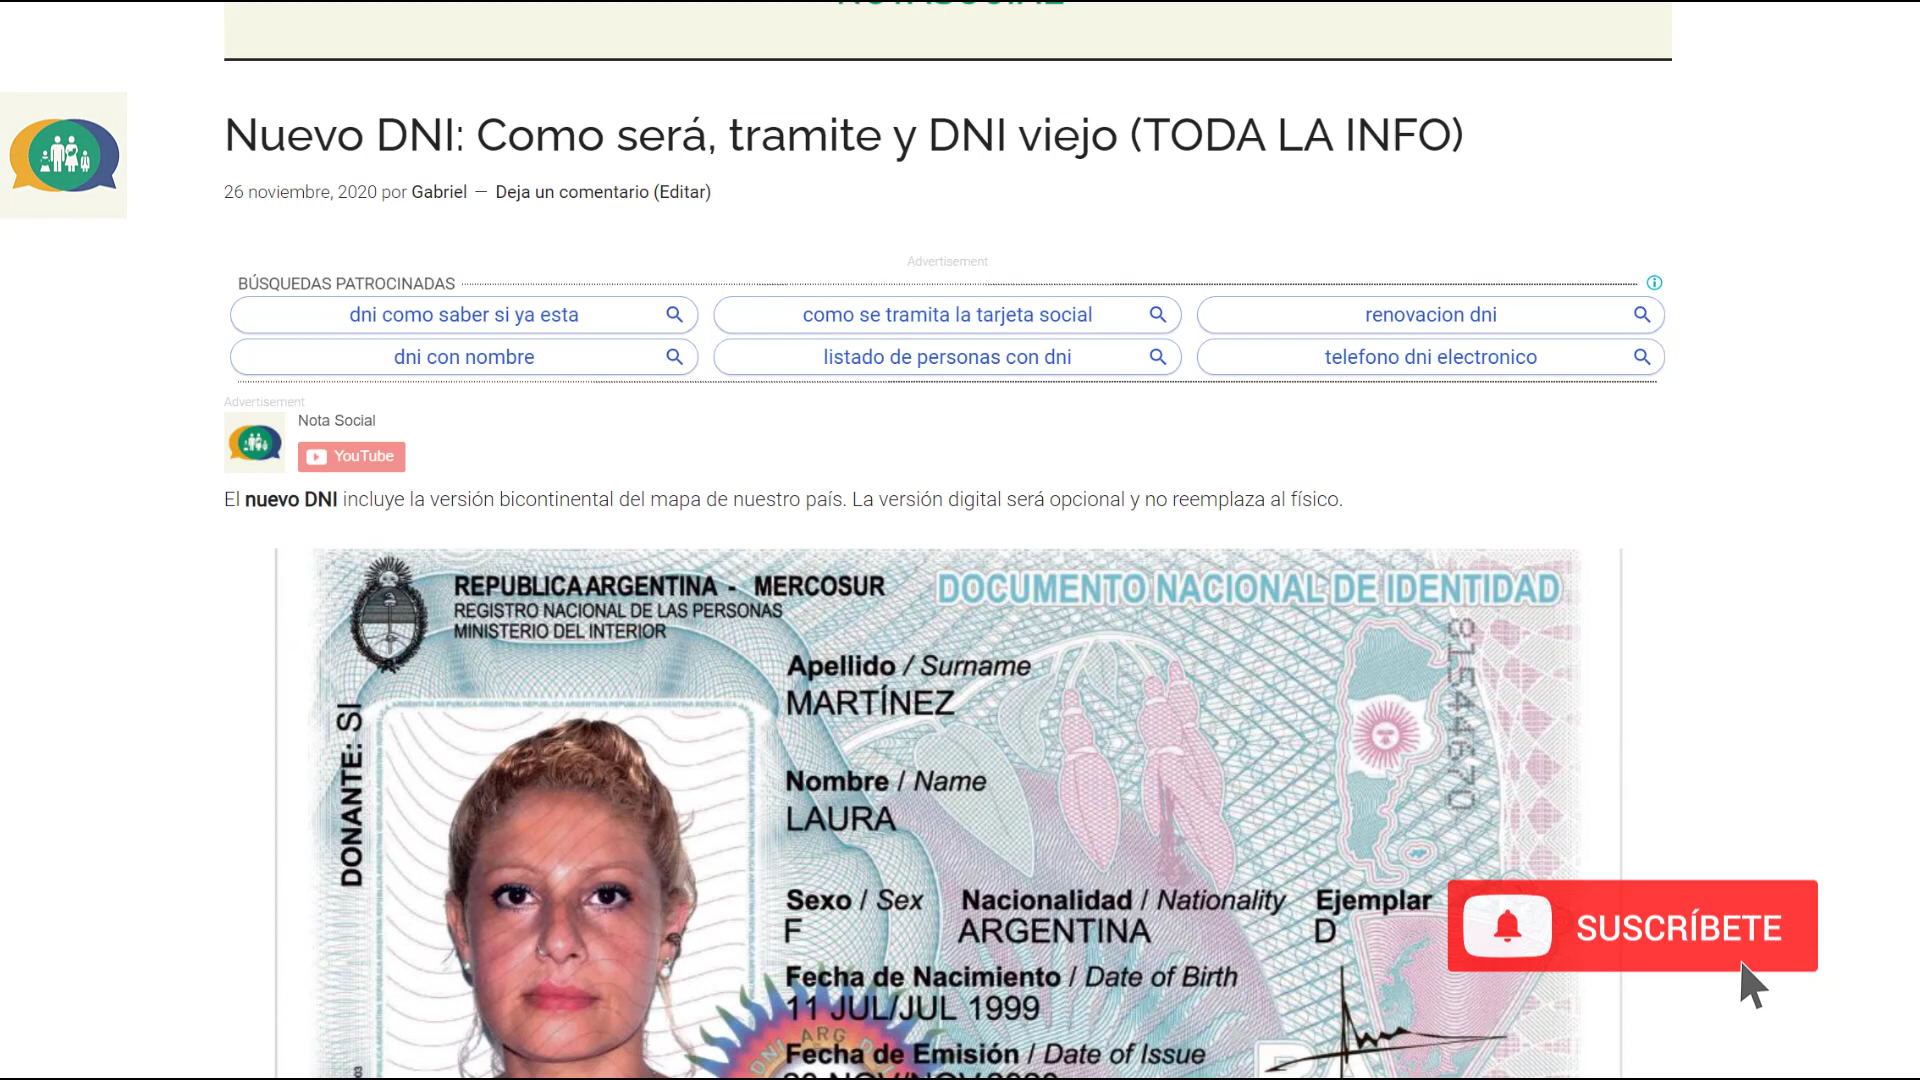 Nuevo DNI: Como será, tramite y DNI viejo (TODA LA INFO)
26 noviembre, 2020 por Gabriel — Deja un comentario (Editar)
Advertisement
BÚSQUEDAS PATROCINADAS
dni como saber si ya esta
como se tramita la tarjeta social
renovacion dni
dni con nombre
listado de personas con dni
telefono dni electronico
Advertisement
Nota Social
YouTube
El nuevo DNI incluye la versión bicontinental del mapa de nuestro país. La versión digital será opcional y no reemplaza al físico.
REPUBLICA ARGENTINA - MERCOSUR
REGISTRO NACIONAL DE LAS PERSONAS
MINISTERIO DEL INTERIOR
DOCUMENTO NACIONAL DE IDENTIDAD
81544670
DONANTE: SI
Apellido / Surname
MARTÍNEZ
Nombre / Name
LAURA
Sexo / Sex Nacionalidad / Nationality Ejemplar
F ARGENTINA D
Fecha de Nacimiento / Date of Birth
11 JUL/JUL 1999
ARG
DNI
Fecha de Emisión / Date of Issue
SUSCRÍBETE